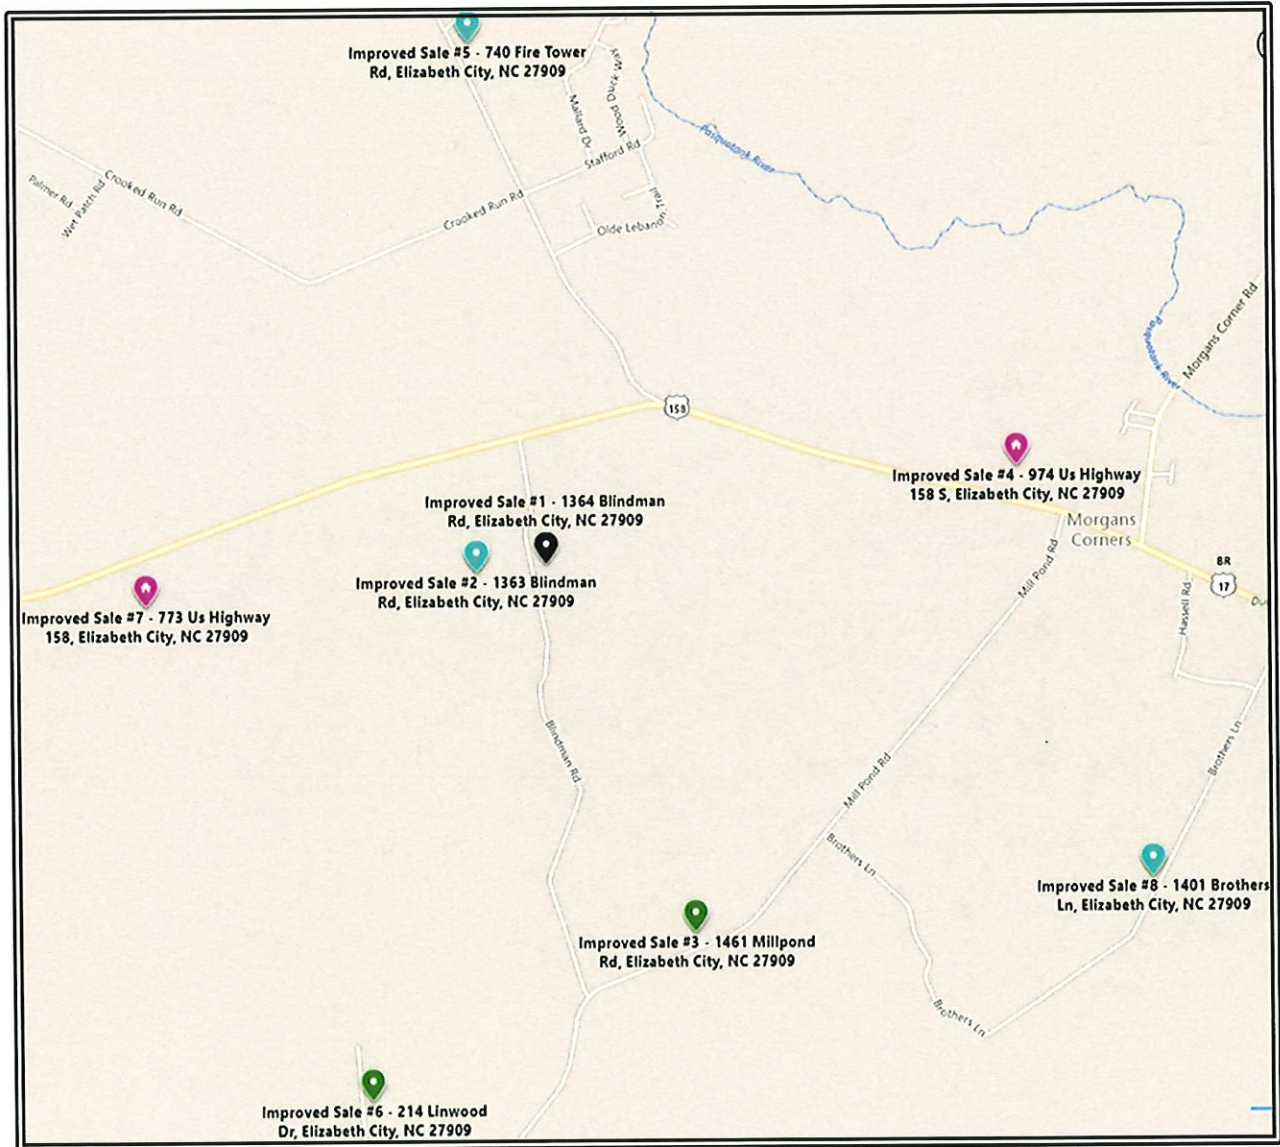 Improved Sale #5 - 740 Fire Tower
Rd, Elizabeth City, NC 27909
Wood Duck Way
Mallard Dr
Stafford Rd
Pasquotank River
Palmer Rd
Wet Patch Rd
Crooked Run Rd
Crooked Run Rd
Olde Lebanon Trail
Morgans Corner Rd
Pasquotank River
158
Improved Sale #4 - 974 Us Highway
158 S, Elizabeth City, NC 27909
Improved Sale #1 - 1364 Blindman
Rd, Elizabeth City, NC 27909
Morgans
Corners
Improved Sale #2 - 1363 Blindman
Rd, Elizabeth City, NC 27909
Mill Pond Rd
BR
17
Hassell Rd
Improved Sale #7 - 773 Us Highway
158, Elizabeth City, NC 27909
Blindman Rd
Mill Pond Rd
Brothers Ln
Brothers Ln
Improved Sale #8 - 1401 Brothers
Ln, Elizabeth City, NC 27909
Improved Sale #3 - 1461 Millpond
Rd, Elizabeth City, NC 27909
Brothers Ln
Improved Sale #6 - 214 Linwood
Dr, Elizabeth City, NC 27909